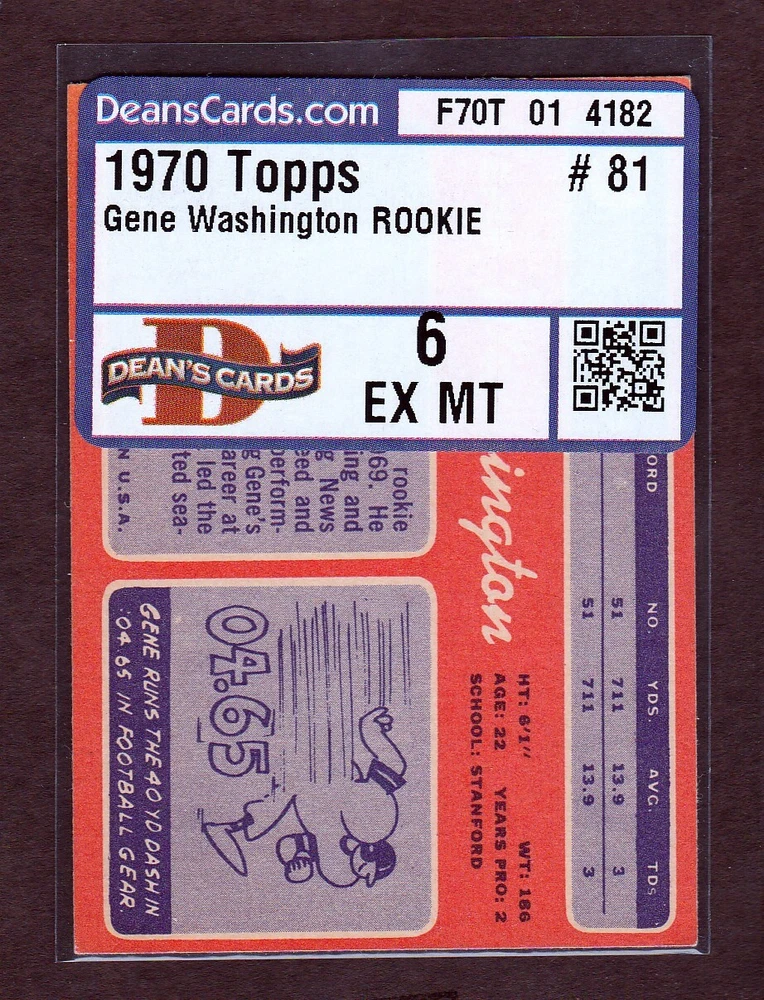 DeansCards.com
F70T 01 4182
1970 Topps
# 81
Gene Washington ROOKIE
6
EX MT
DEAN'S CARDS
D
ORD NO. YDS. AVG. TDS
51 711 13.9 3
51 711 13.9 3
ington
HT: 6'1" WT: 186
AGE: 22 YEARS PRO: 2
SCHOOL: STANFORD
rookie
69. He
ing and
g News
eed and
perform-
g Gene's
areer at
led the
ted sea-
N U.S.A.
04.65
GENE RUNS THE 40 YD DASH IN
:04.65 IN FOOTBALL GEAR.